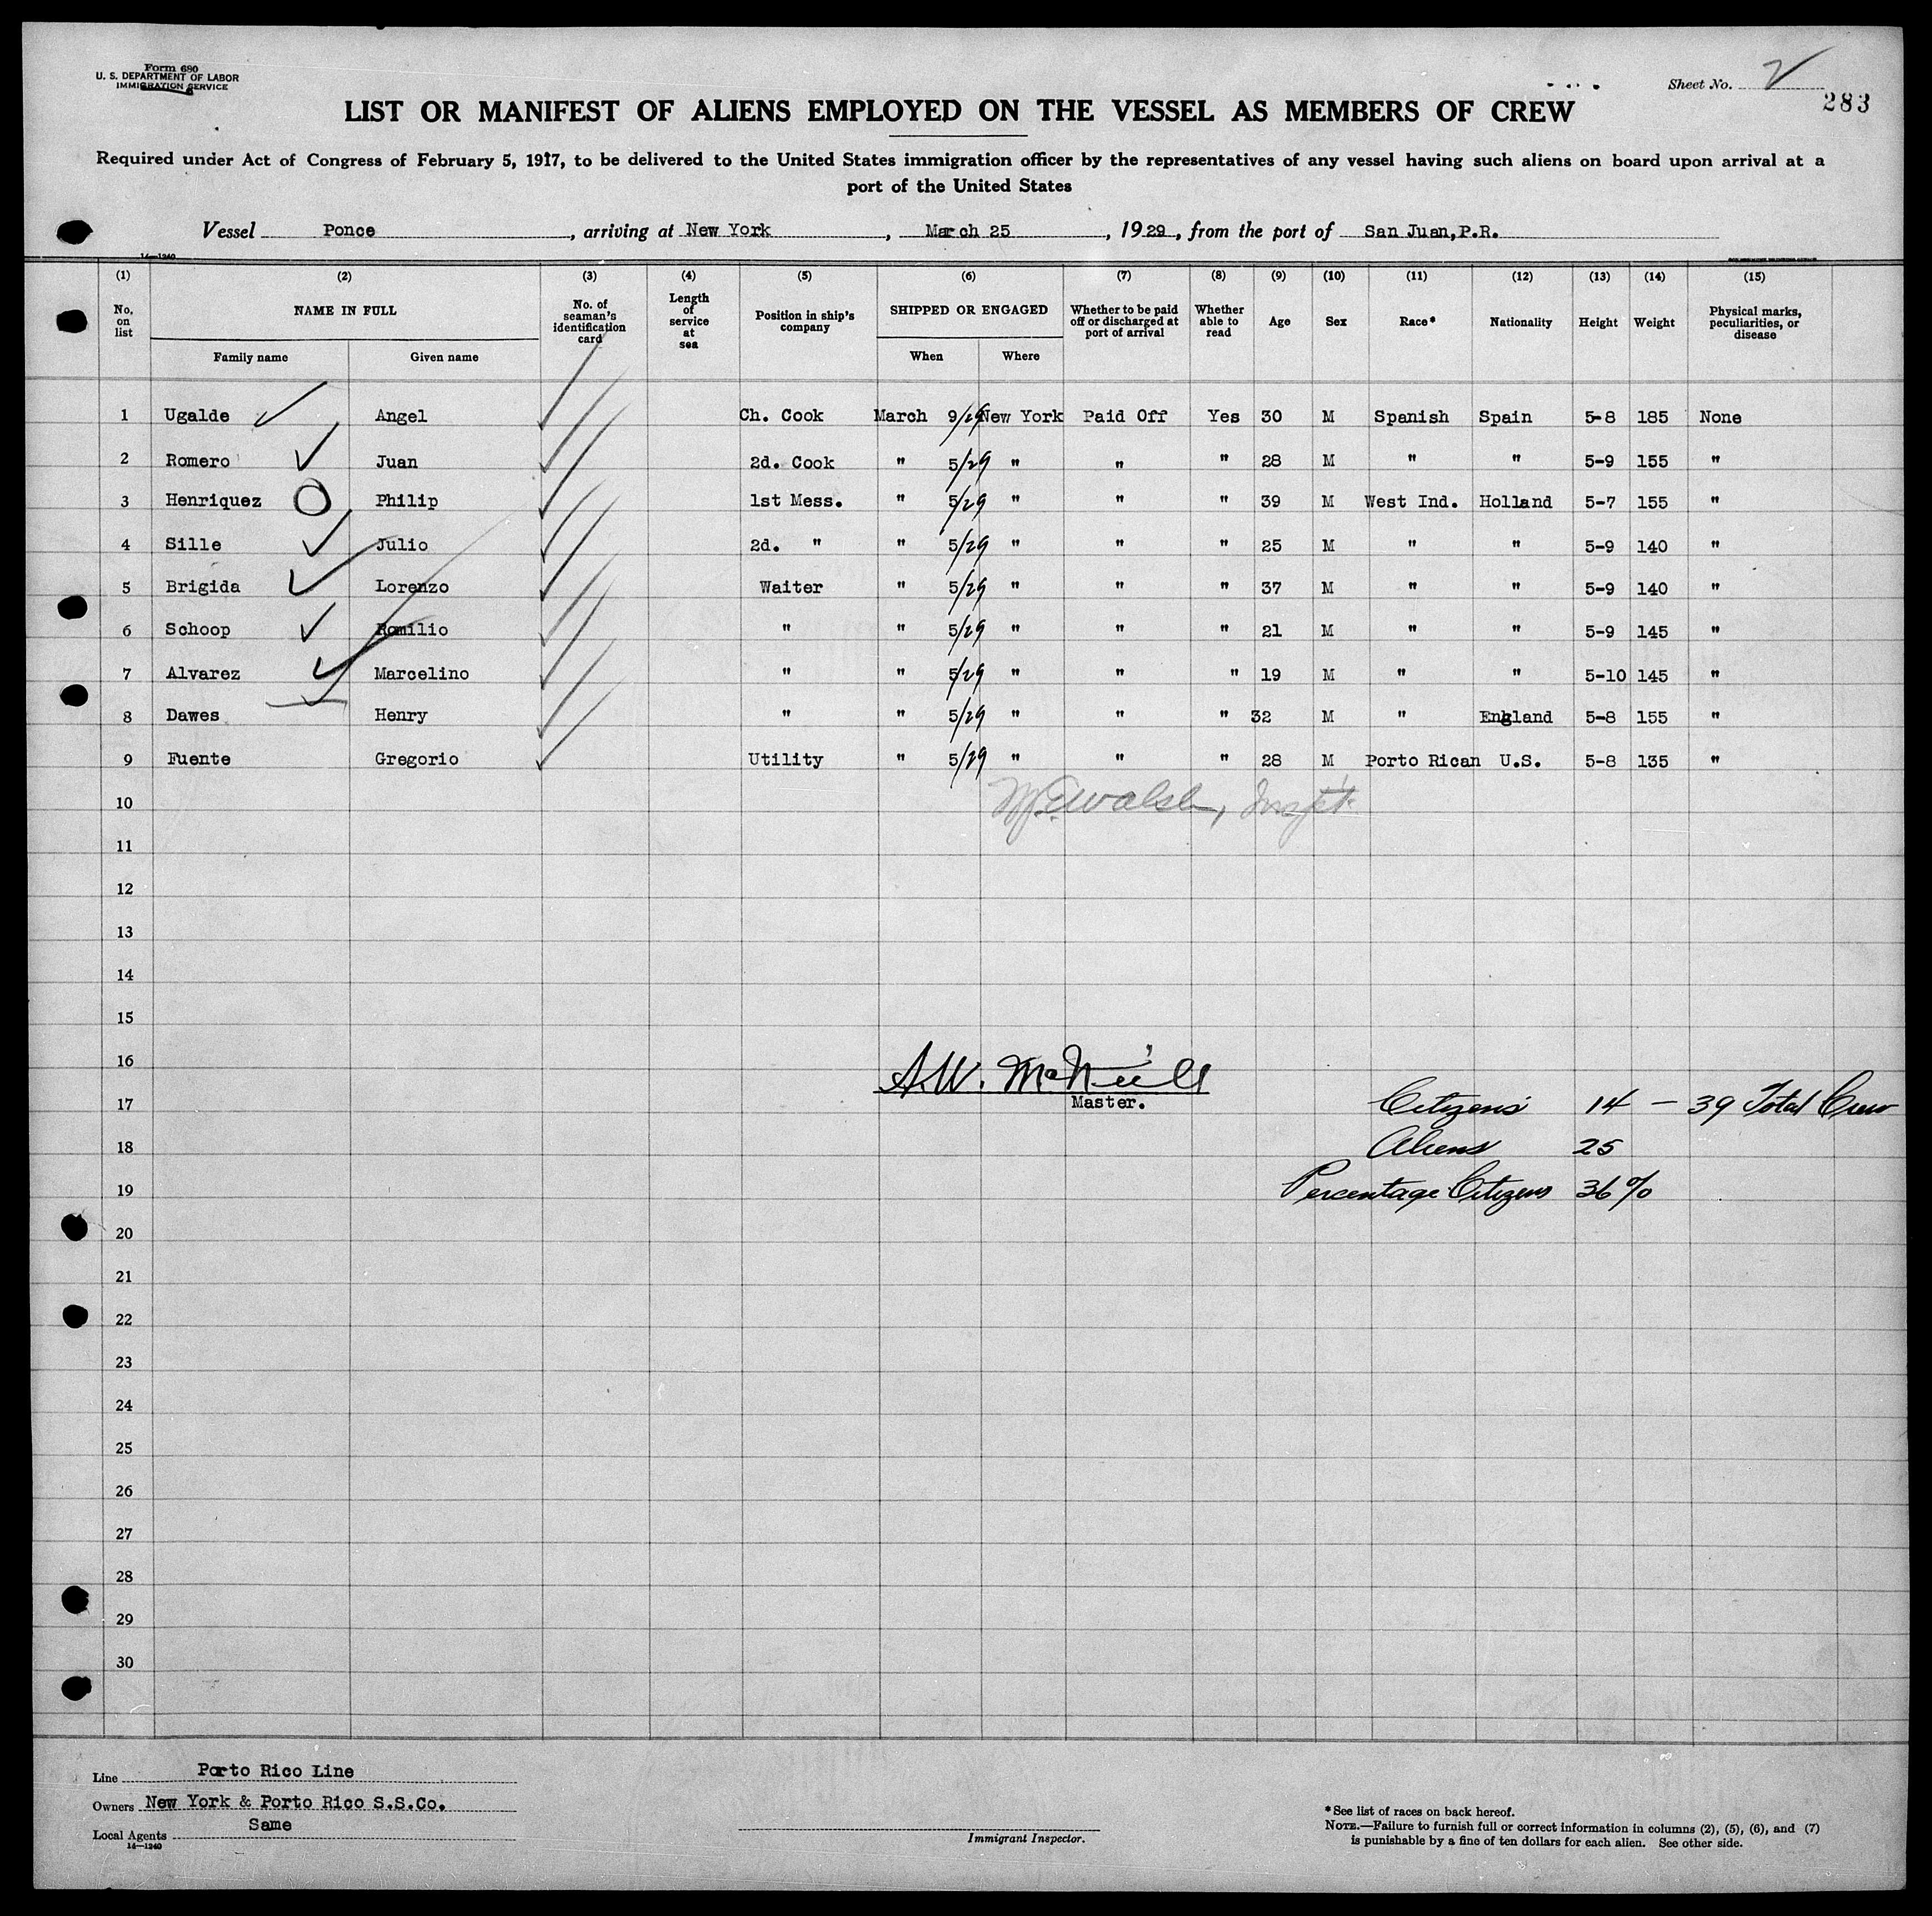 Form 680
U. S. DEPARTMENT OF LABOR
IMMIGRATION SERVICE
Sheet No. 2
283
LIST OR MANIFEST OF ALIENS EMPLOYED ON THE VESSEL AS MEMBERS OF CREW
Required under Act of Congress of February 5, 1917, to be delivered to the United States immigration officer by the representatives of any vessel having such aliens on board upon arrival at a
port of the United States
Vessel Ponce, arriving at New York, March 25, 1929, from the port of San Juan,P.R.
14—1240
(1) (2) (3) (4) (5) (6) (7) (8) (9) (10) (11) (12) (13) (14) (15)
No. on list NAME IN FULL No. of seaman's identification card Length of service at sea Position in ship's company SHIPPED OR ENGAGED Whether to be paid off or discharged at port of arrival Whether able to read Age Sex Race* Nationality Height Weight Physical marks, peculiarities, or disease
Family name Given name When Where
1 Ugalde Angel Ch. Cook March 9/29 New York Paid Off Yes 30 M Spanish Spain 5-8 185 None
2 Romero Juan 2d. Cook " 5/29 " " " 28 M " " 5-9 155 "
3 Henriquez Philip 1st Mess. " 5/29 " " " 39 M West Ind. Holland 5-7 155 "
4 Sille Julio 2d. " " 5/29 " " " 25 M " " 5-9 140 "
5 Brigida Lorenzo Waiter " 5/29 " " " 37 M " " 5-9 140 "
6 Schoop Romilio " " 5/29 " " " 21 M " " 5-9 145 "
7 Alvarez Marcelino " " 5/29 " " " 19 M " " 5-10 145 "
8 Dawes Henry " " 5/29 " " " 32 M " England 5-8 155 "
9 Fuente Gregorio Utility " 5/29 " " " 28 M Porto Rican U.S. 5-8 135 "
10 Walsh, Inspt.
11
12
13
14
15
16 A.W. McNeill
17 Master. Citizens 14 — 39 Total Crew
18 Aliens 25
19 Percentage Citizens 36%
20
21
22
23
24
25
26
27
28
29
30
Line Porto Rico Line
Owners New York & Porto Rico S.S.Co.
Local Agents Same
14—1240
Immigrant Inspector.
*See list of races on back hereof.
NOTE.—Failure to furnish full or correct information in columns (2), (5), (6), and (7)
is punishable by a fine of ten dollars for each alien. See other side.